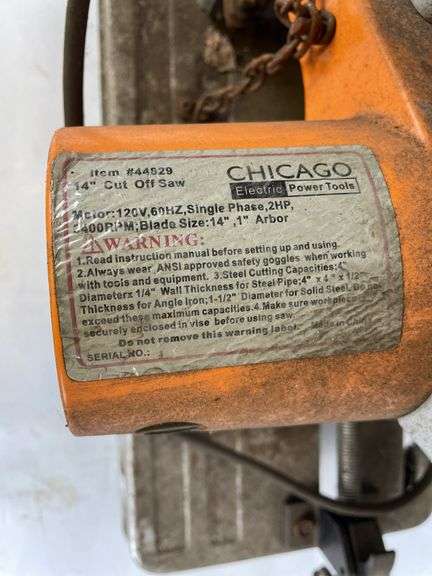 Item #44829
14" Cut Off Saw
CHICAGO
Electric Power Tools
Motor:120V,60HZ,Single Phase,2HP,
3400RPM;Blade Size:14",1" Arbor
WARNING:
1.Read instruction manual before setting up and using.
2.Always wear ANSI approved safety goggles when working
with tools and equipment. 3.Steel Cutting Capacities:4"
Diameterx 1/4" Wall Thickness for Steel Pipe;4" x 4" x 1/2"
Thickness for Angle Iron;1-1/2" Diameter for Solid Steel.Do not
exceed these maximum capacities.4.Make sure workpiece
securely enclosed in vise before using saw.
Do not remove this warning label. Made in China
SERIAL NO.: